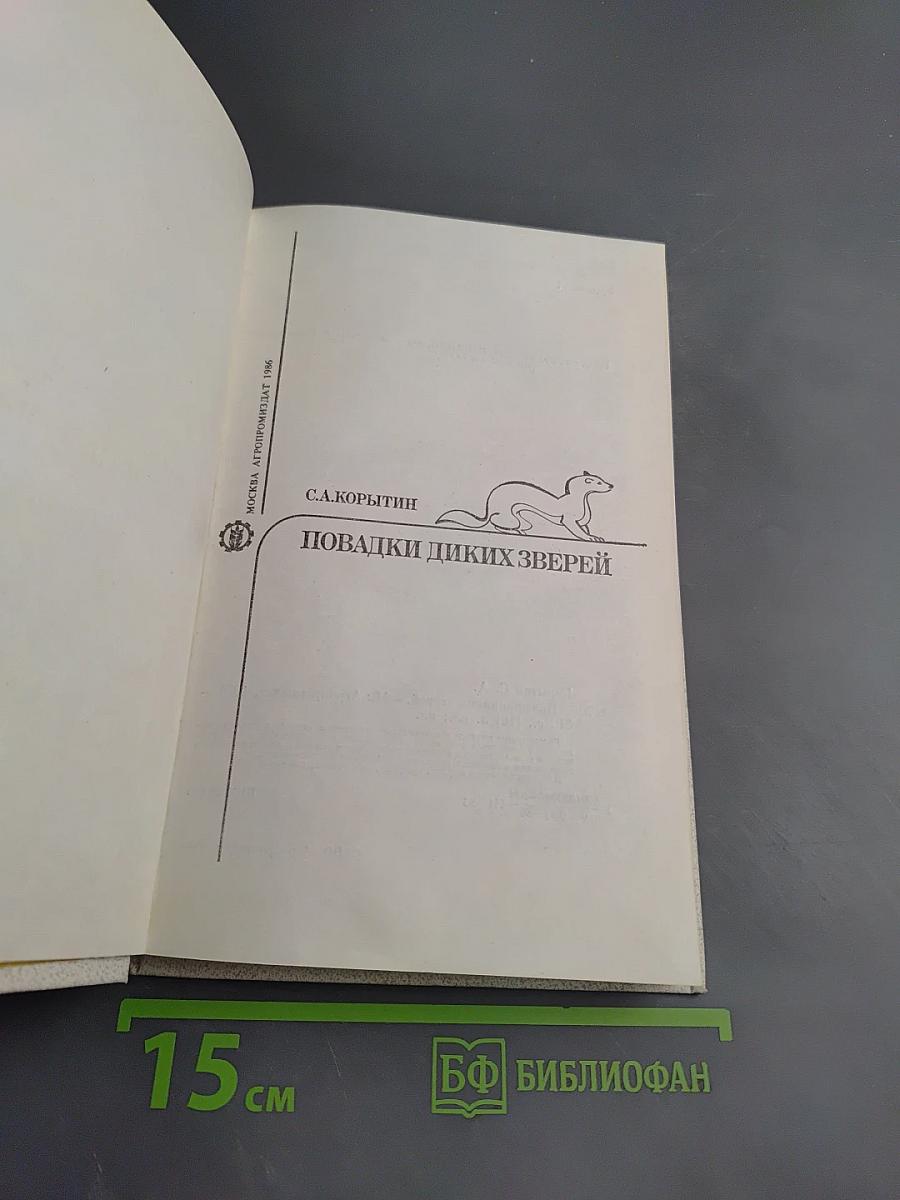 МОСКВА АГРОПРОМИЗДАТ 1986
С.А.КОРЫТИН
ПОВАДКИ ДИКИХ ЗВЕРЕЙ
15 см
БФ БИБЛИОФАН